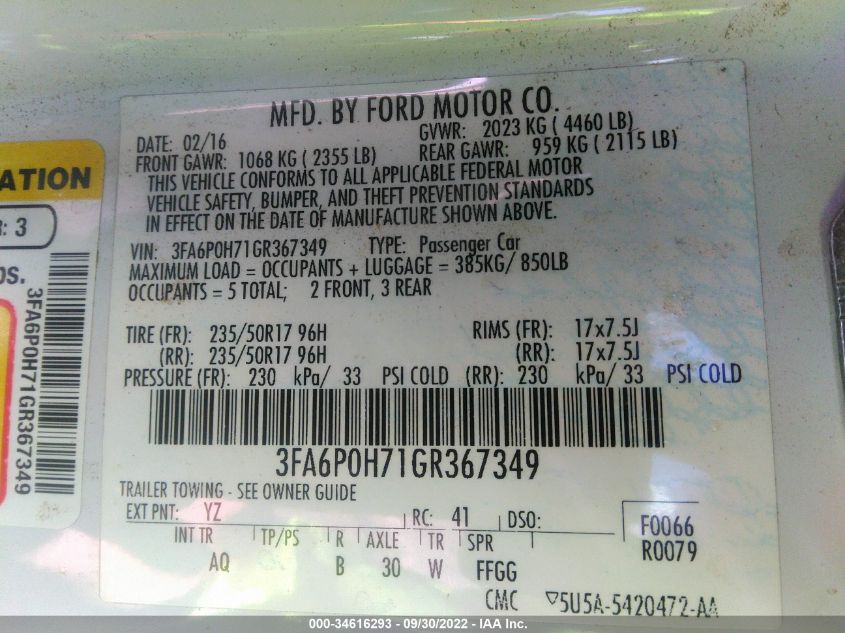 MFD. BY FORD MOTOR CO.
DATE: 02/16
GVWR: 2023 KG ( 4460 LB)
FRONT GAWR: 1068 KG ( 2355 LB)
REAR GAWR: 959 KG ( 2115 LB)
THIS VEHICLE CONFORMS TO ALL APPLICABLE FEDERAL MOTOR
VEHICLE SAFETY, BUMPER, AND THEFT PREVENTION STANDARDS
IN EFFECT ON THE DATE OF MANUFACTURE SHOWN ABOVE.
VIN: 3FA6P0H71GR367349 TYPE: Passenger Car
MAXIMUM LOAD = OCCUPANTS + LUGGAGE = 385KG/ 850LB
OCCUPANTS = 5 TOTAL; 2 FRONT, 3 REAR
TIRE (FR): 235/50R17 96H RIMS (FR): 17x7.5J
(RR): 235/50R17 96H (RR): 17x7.5J
PRESSURE (FR): 230 kPa/ 33 PSI COLD (RR): 230 kPa/ 33 PSI COLD
3FA6P0H71GR367349
TRAILER TOWING - SEE OWNER GUIDE
EXT PNT: YZ RC: 41 DSO:
INT TR TP/PS R AXLE TR SPR
AQ B 30 W FFGG
F0066
R0079
CMC ▽5U5A-5420472-AA
ATION
R: 3
bs.
3FA6P0H71GR367349
000-34616293 - 09/30/2022 - IAA Inc.